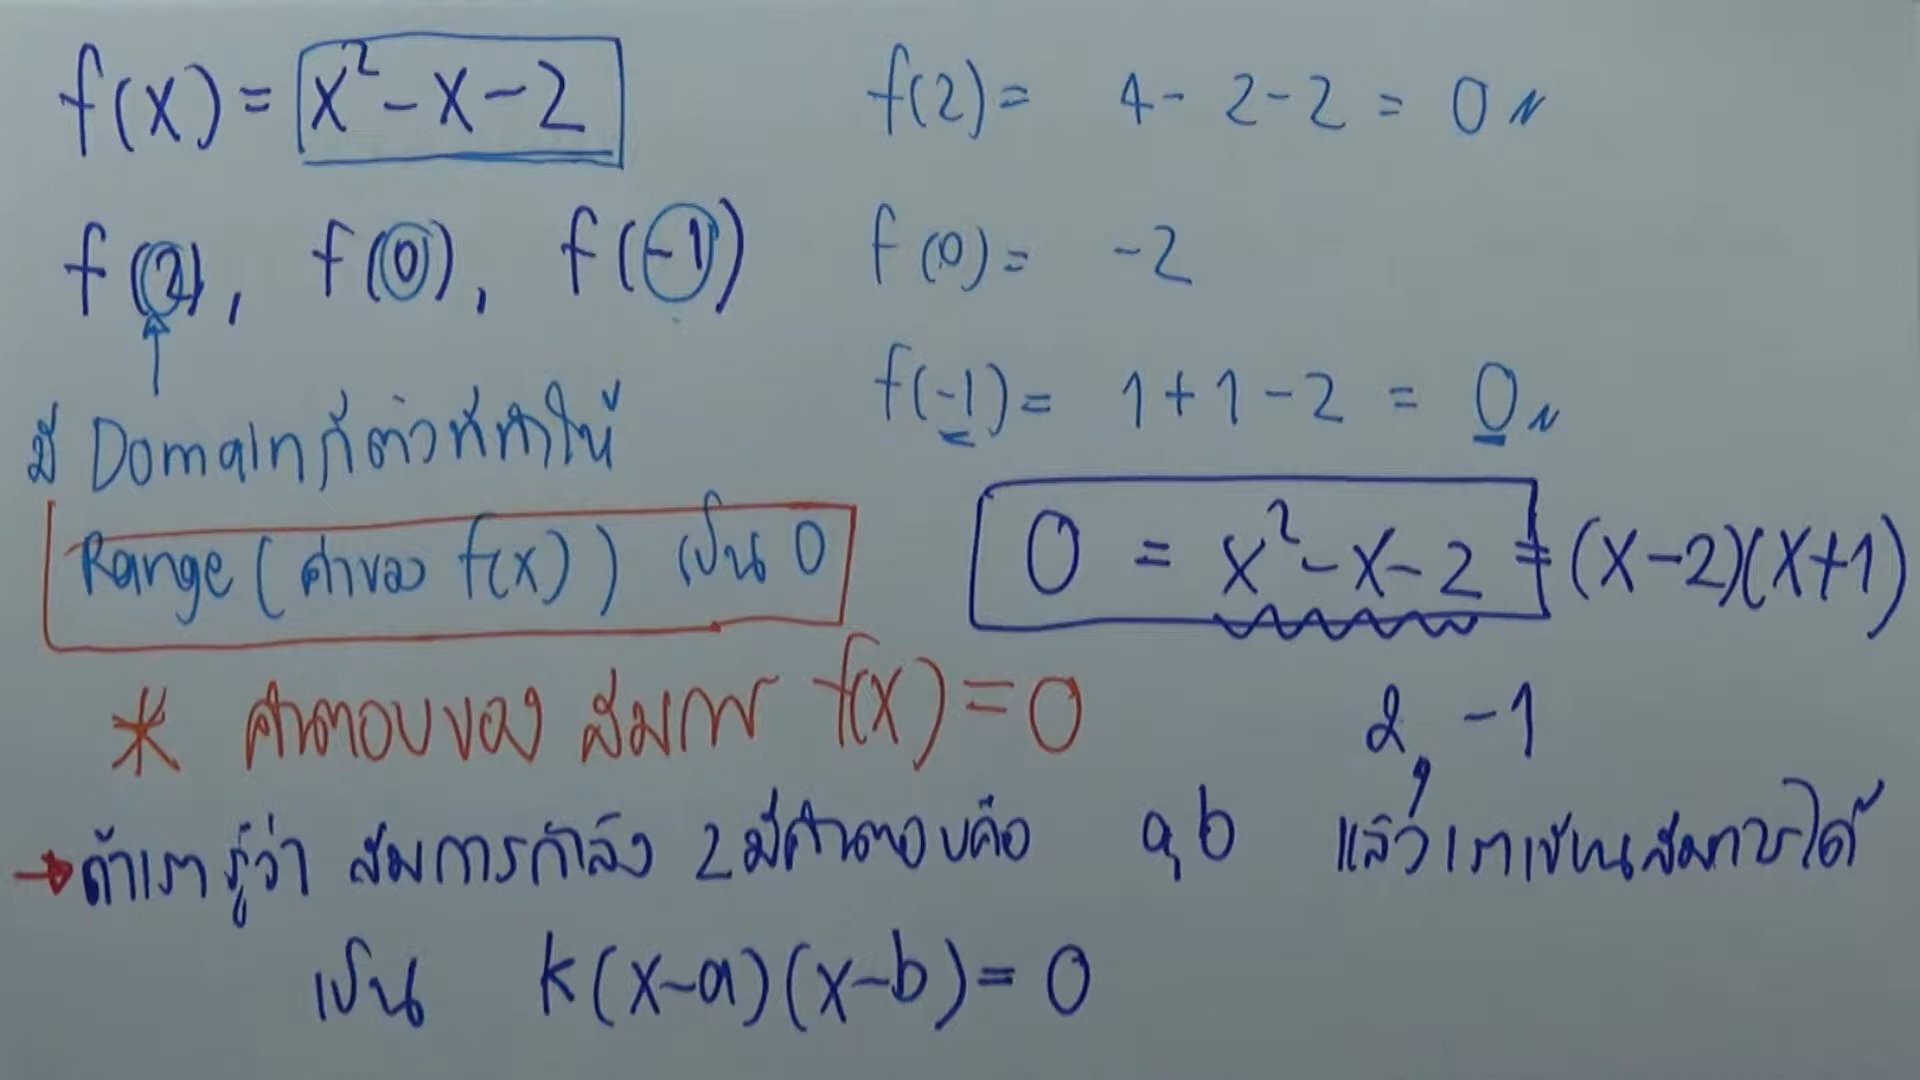 f(x) = x² - x - 2
f(2), f(0), f(-1)
มี Domain กี่ตัวที่ทำให้
Range (ค่าของ f(x)) เป็น 0
f(2) = 4 - 2 - 2 = 0
f(0) = -2
f(-1) = 1 + 1 - 2 = 0
0 = x² - x - 2 = (x-2)(x+1)
2, -1
* คำตอบของ สมการ f(x) = 0
→ ถ้าเรารู้ว่า สมการกำลัง 2 มีคำตอบคือ a, b แล้วเราเขียนสมการได้
เป็น k(x-a)(x-b) = 0